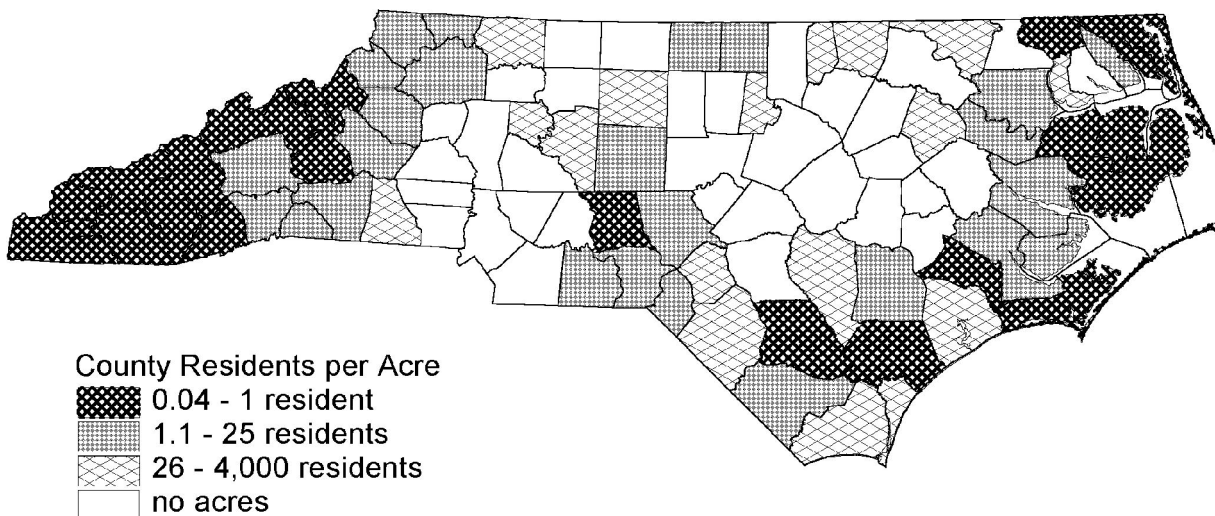 County Residents per Acre
0.04 - 1 resident
1.1 - 25 residents
26 - 4,000 residents
no acres